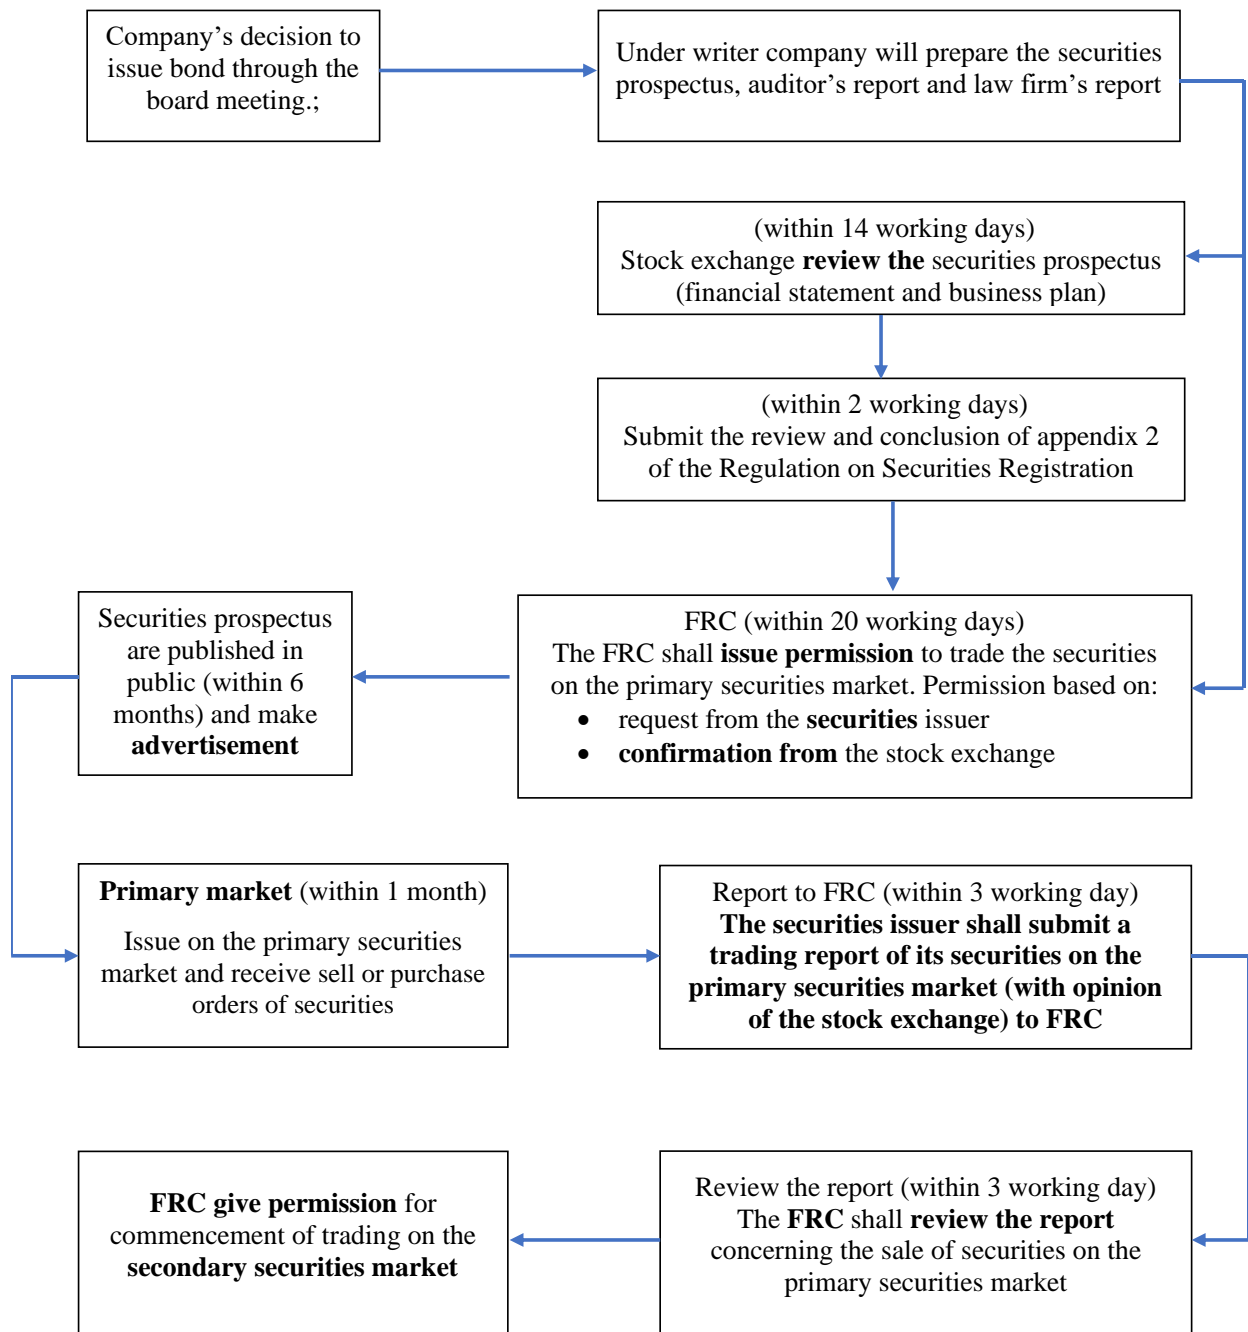 Company’s decision to
issue bond through the
board meeting.;
Under writer company will prepare the securities
prospectus, auditor’s report and law firm’s report
(within 14 working days)
Stock exchange review the securities prospectus
(financial statement and business plan)
(within 2 working days)
Submit the review and conclusion of appendix 2
of the Regulation on Securities Registration
FRC (within 20 working days)
The FRC shall issue permission to trade the securities
on the primary securities market. Permission based on:
• request from the securities issuer
• confirmation from the stock exchange
Securities prospectus
are published in
public (within 6
months) and make
advertisement
Primary market (within 1 month)
Issue on the primary securities
market and receive sell or purchase
orders of securities
Report to FRC (within 3 working day)
The securities issuer shall submit a
trading report of its securities on the
primary securities market (with opinion
of the stock exchange) to FRC
Review the report (within 3 working day)
The FRC shall review the report
concerning the sale of securities on the
primary securities market
FRC give permission for
commencement of trading on the
secondary securities market